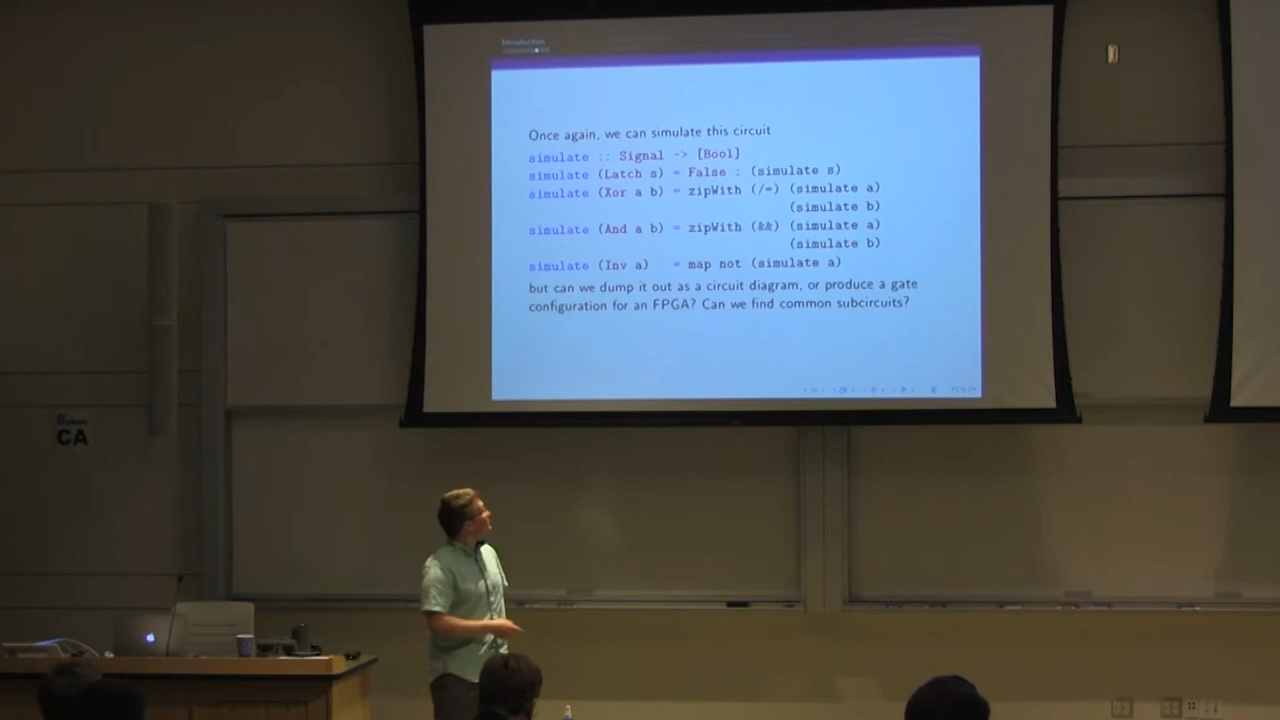 Introduction
Once again, we can simulate this circuit
simulate :: Signal -> [Bool]
simulate (Latch s) = False : (simulate s)
simulate (Xor a b) = zipWith (/=) (simulate a)
(simulate b)
simulate (And a b) = zipWith (&&) (simulate a)
(simulate b)
simulate (Inv a) = map not (simulate a)
but can we dump it out as a circuit diagram, or produce a gate
configuration for an FPGA? Can we find common subcircuits?
CA